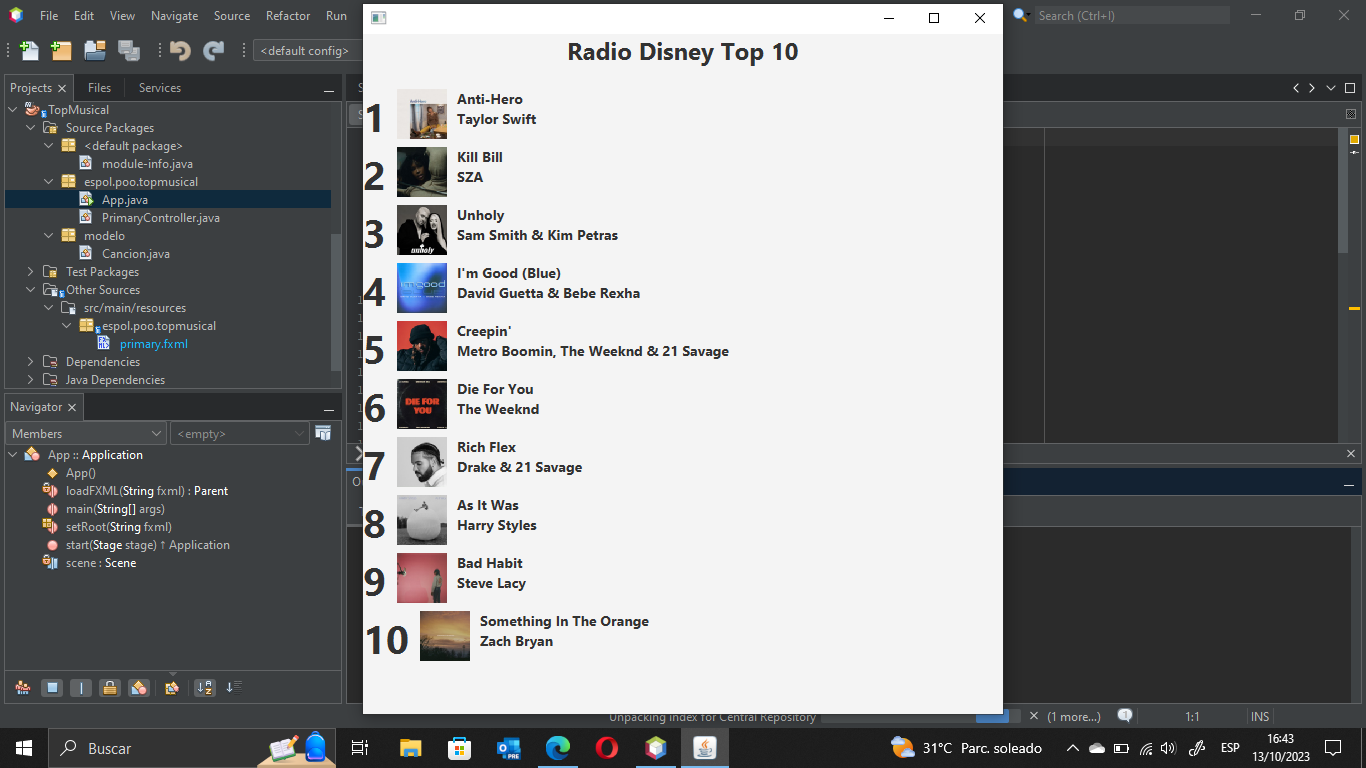 File Edit View Navigate Source Refactor Run
Search (Ctrl+I)
<default config>
Projects
Files
Services
TopMusical
Source Packages
<default package>
module-info.java
espol.poo.topmusical
App.java
PrimaryController.java
modelo
Cancion.java
Test Packages
Other Sources
src/main/resources
espol.poo.topmusical
primary.fxml
Dependencies
Java Dependencies
Navigator
Members
<empty>
App :: Application
App()
loadFXML(String fxml) : Parent
main(String[] args)
setRoot(String fxml)
start(Stage stage) ↑ Application
scene : Scene
Radio Disney Top 10
1
Anti-Hero
Taylor Swift
2
Kill Bill
SZA
3
Unholy
Sam Smith & Kim Petras
4
I'm Good (Blue)
David Guetta & Bebe Rexha
5
Creepin'
Metro Boomin, The Weeknd & 21 Savage
6
DIE FOR
YOU
Die For You
The Weeknd
7
Rich Flex
Drake & 21 Savage
8
As It Was
Harry Styles
9
Bad Habit
Steve Lacy
10
Something In The Orange
Zach Bryan
Unpacking index for Central Repository
(1 more...)
1
1:1
INS
Buscar
PRE
31°C Parc. soleado
ESP
16:43
13/10/2023